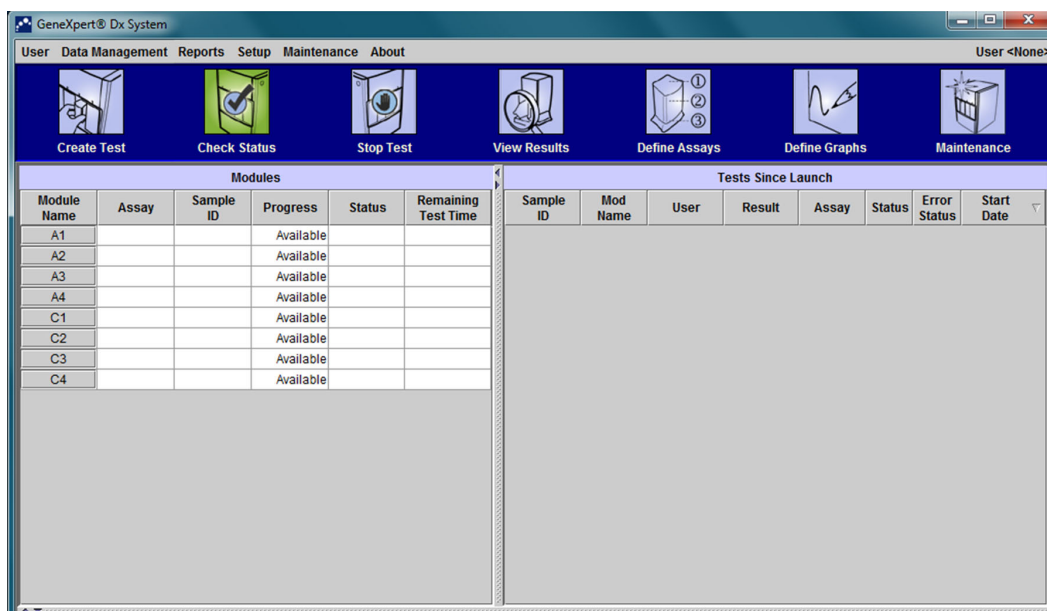 GeneXpert® Dx System
User Data Management Reports Setup Maintenance About User <None>
① 
②
③
Create Test Check Status Stop Test View Results Define Assays Define Graphs Maintenance
Modules Tests Since Launch
Module Name Assay Sample ID Progress Status Remaining Test Time Sample ID Mod Name User Result Assay Status Error Status Start Date
A1 Available
A2 Available
A3 Available
A4 Available
C1 Available
C2 Available
C3 Available
C4 Available